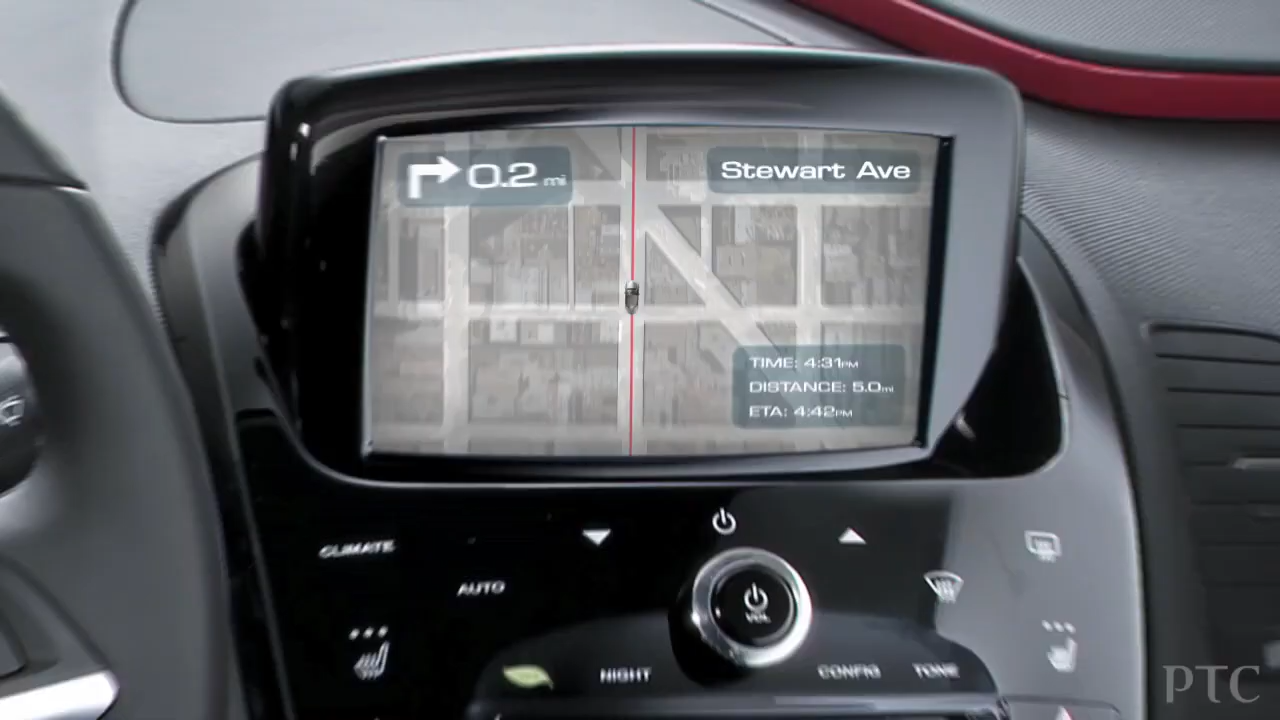 0.2 mi
Stewart Ave
TIME: 4:31PM
DISTANCE: 5.0mi
ETA: 4:42PM
CLIMATE
AUTO
VOL
NIGHT
CONFIG
TONE
PTC